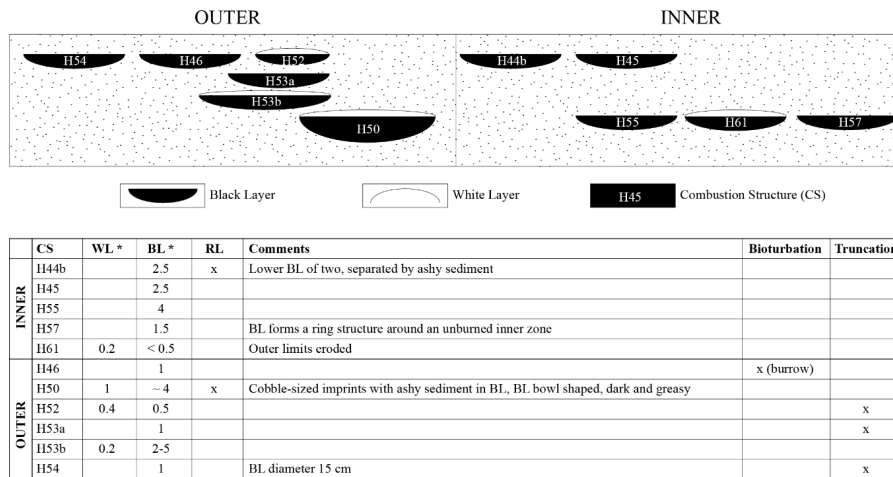 OUTER INNER
H54 H46 H52 H44b H45
H53a
H53b
H50 H55 H61 H57
Black Layer White Layer H45 Combustion Structure (CS)
CS WL * BL * RL Comments Bioturbation Truncation
INNER
H44b 2.5 x Lower BL of two, separated by ashy sediment
H45 2.5
H55 4
H57 1.5 BL forms a ring structure around an unburned inner zone
H61 0.2 < 0.5 Outer limits eroded
OUTER
H46 1 x (burrow)
H50 1 ~ 4 x Cobble-sized imprints with ashy sediment in BL, BL bowl shaped, dark and greasy
H52 0.4 0.5 x
H53a 1 x
H53b 0.2 2-5
H54 1 BL diameter 15 cm x